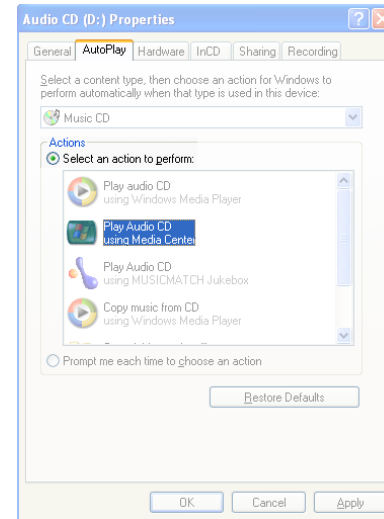 Audio CD (D:) Properties
General AutoPlay Hardware InCD Sharing Recording
Select a content type, then choose an action for Windows to
perform automatically when that type is used in this device:
Music CD
Actions
Select an action to perform:
Play audio CD
using Windows Media Player
Play Audio CD
using Media Center
Play Audio CD
using MUSICMATCH Jukebox
Copy music from CD
using Windows Media Player
Prompt me each time to choose an action
Restore Defaults
OK Cancel Apply